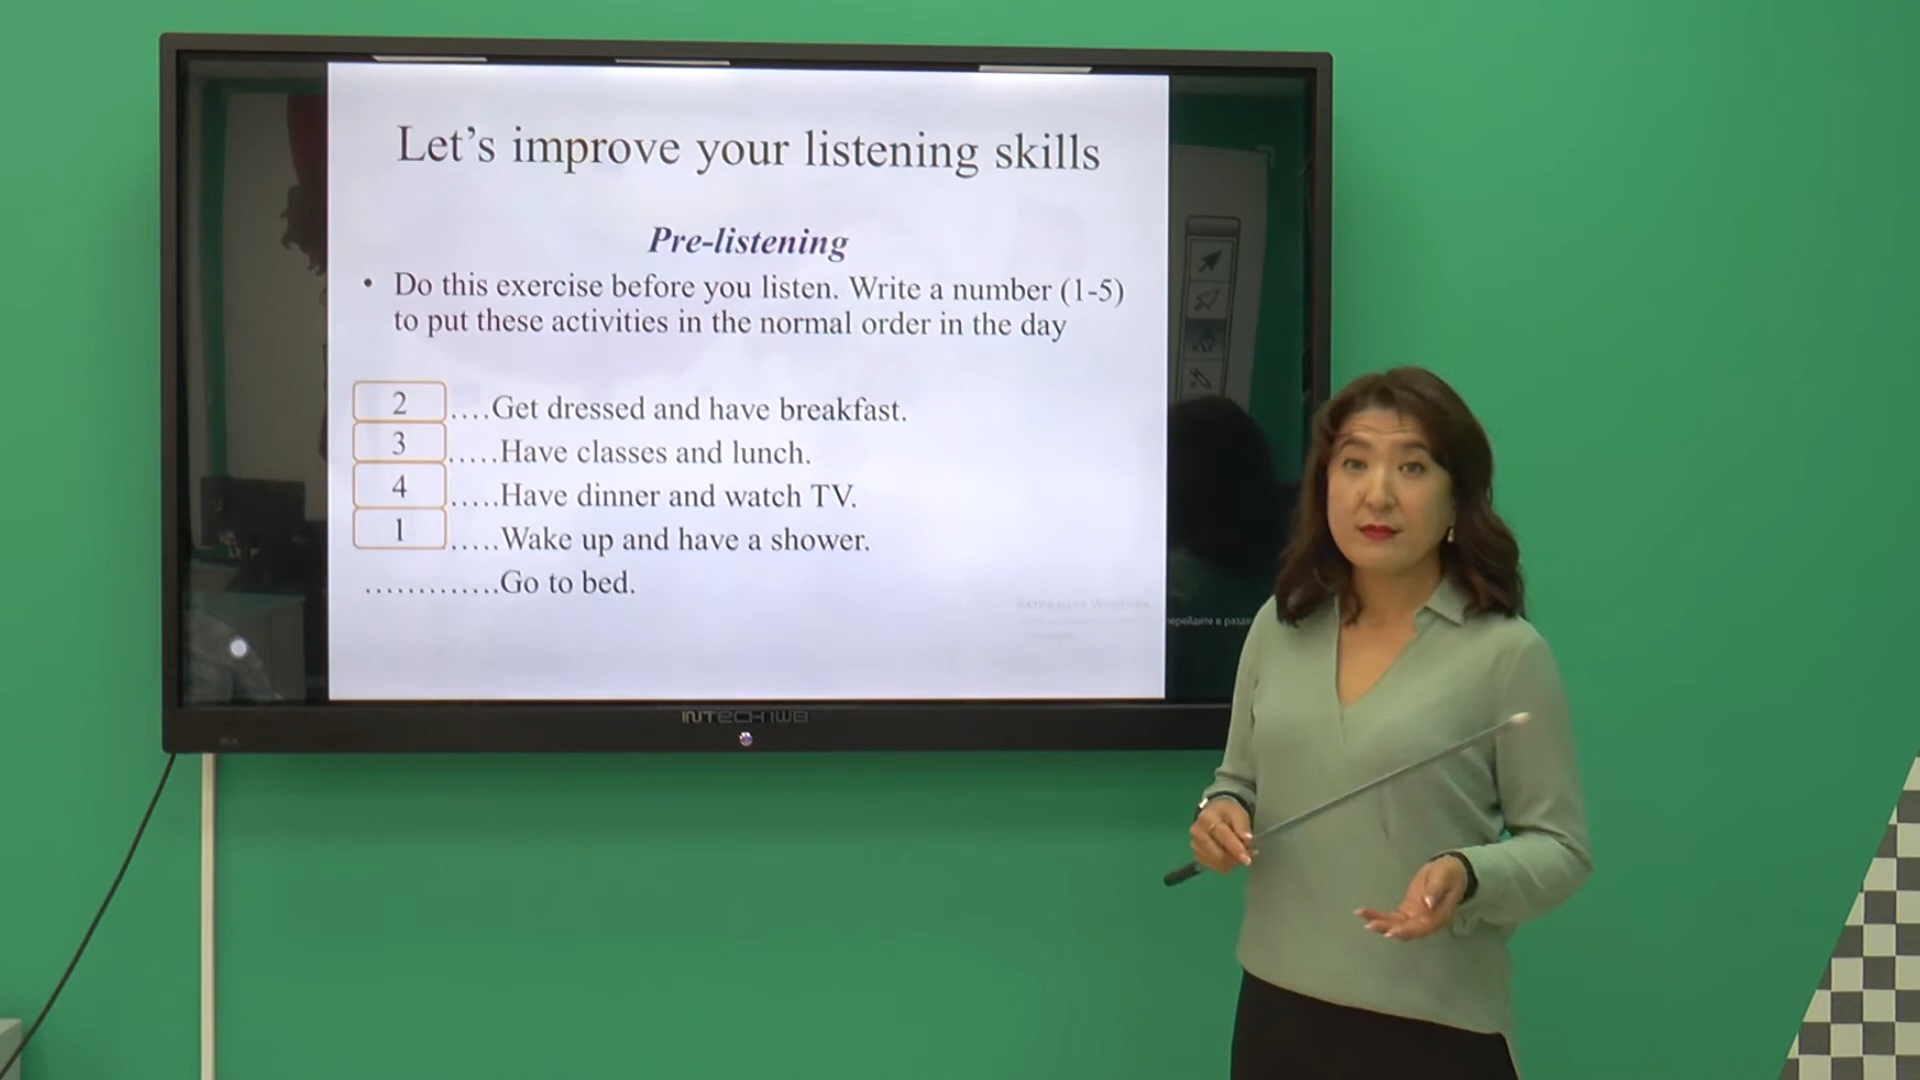 Let's improve your listening skills
Pre-listening
• Do this exercise before you listen. Write a number (1-5)
to put these activities in the normal order in the day
2 ....Get dressed and have breakfast.
3 .....Have classes and lunch.
4 .....Have dinner and watch TV.
1 .....Wake up and have a shower.
.............Go to bed.
Активация Windows
INTECH IWB